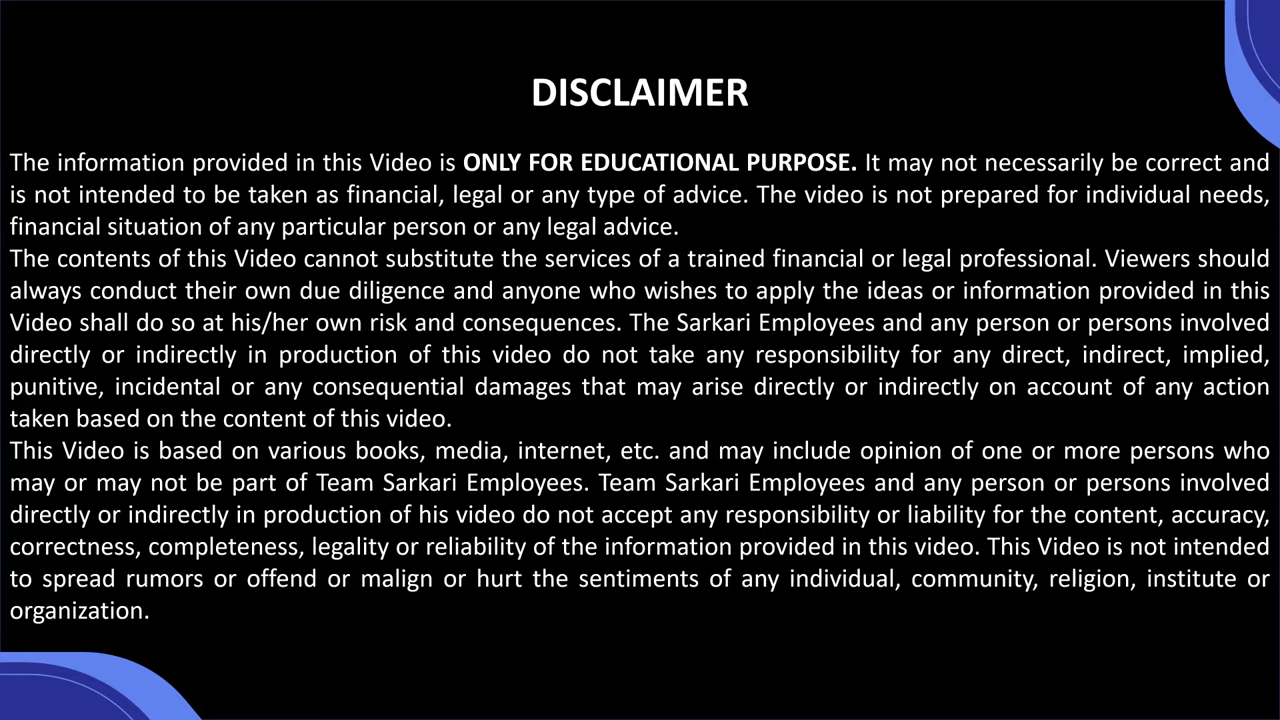 DISCLAIMER
The information provided in this Video is ONLY FOR EDUCATIONAL PURPOSE. It may not necessarily be correct and
is not intended to be taken as financial, legal or any type of advice. The video is not prepared for individual needs,
financial situation of any particular person or any legal advice.
The contents of this Video cannot substitute the services of a trained financial or legal professional. Viewers should
always conduct their own due diligence and anyone who wishes to apply the ideas or information provided in this
Video shall do so at his/her own risk and consequences. The Sarkari Employees and any person or persons involved
directly or indirectly in production of this video do not take any responsibility for any direct, indirect, implied,
punitive, incidental or any consequential damages that may arise directly or indirectly on account of any action
taken based on the content of this video.
This Video is based on various books, media, internet, etc. and may include opinion of one or more persons who
may or may not be part of Team Sarkari Employees. Team Sarkari Employees and any person or persons involved
directly or indirectly in production of his video do not accept any responsibility or liability for the content, accuracy,
correctness, completeness, legality or reliability of the information provided in this video. This Video is not intended
to spread rumors or offend or malign or hurt the sentiments of any individual, community, religion, institute or
organization.